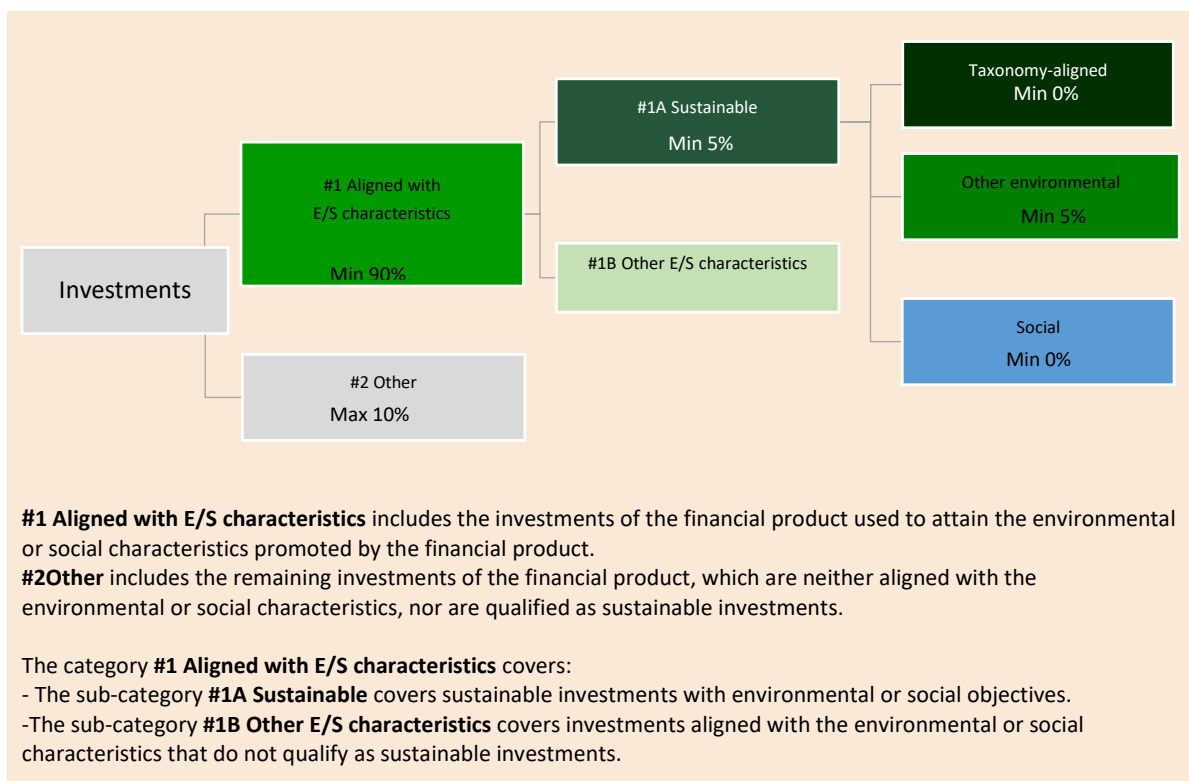 Investments
#1 Aligned with
E/S characteristics
Min 90%
#2 Other
Max 10%
#1A Sustainable
Min 5%
#1B Other E/S characteristics
Taxonomy-aligned
Min 0%
Other environmental
Min 5%
Social
Min 0%
#1 Aligned with E/S characteristics includes the investments of the financial product used to attain the environmental
or social characteristics promoted by the financial product.
#2Other includes the remaining investments of the financial product, which are neither aligned with the
environmental or social characteristics, nor are qualified as sustainable investments.
The category #1 Aligned with E/S characteristics covers:
- The sub-category #1A Sustainable covers sustainable investments with environmental or social objectives.
-The sub-category #1B Other E/S characteristics covers investments aligned with the environmental or social
characteristics that do not qualify as sustainable investments.